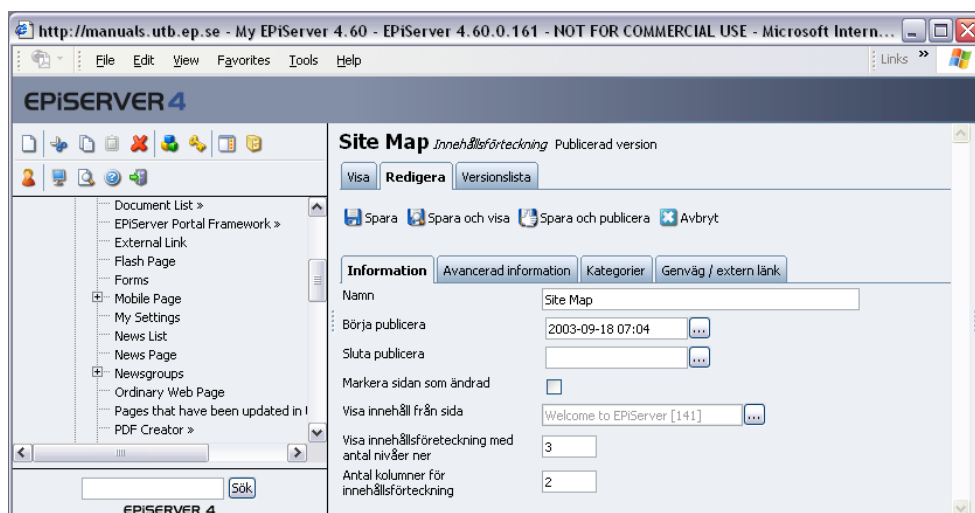 http://manuals.utb.ep.se - My EPiServer 4.60 - EPiServer 4.60.0.161 - NOT FOR COMMERCIAL USE - Microsoft Intern...
File Edit View Favorites Tools Help Links »
EPiSERVER 4
Document List »
EPiServer Portal Framework »
External Link
Flash Page
Forms
Mobile Page
My Settings
News List
News Page
Newsgroups
Ordinary Web Page
Pages that have been updated in
PDF Creator »
Sök
EPiSERVER 4
Site Map Innehållsförteckning Publicerad version
Visa Redigera Versionslista
Spara Spara och visa Spara och publicera Avbryt
Information Avancerad information Kategorier Genväg / extern länk
Namn Site Map
Börja publicera 2003-09-18 07:04 ...
Sluta publicera ...
Markera sidan som ändrad
Visa innehåll från sida Welcome to EPiServer [141] ...
Visa innehållsföreteckning med
antal nivåer ner 3
Antal kolumner för
innehållsförteckning 2